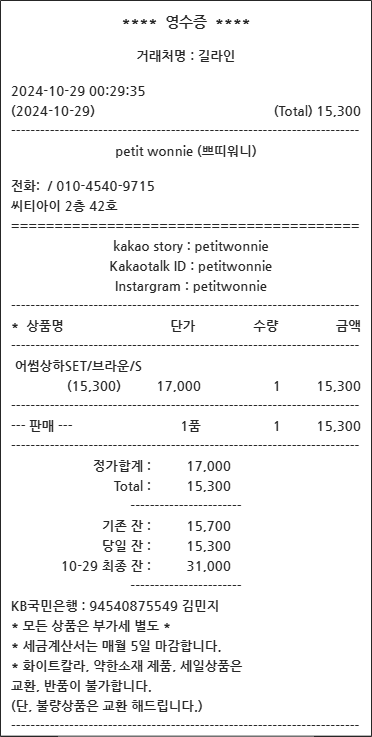 **** 영수증 ****
거래처명 : 길라인
2024-10-29 00:29:35
(2024-10-29) (Total) 15,300
petit wonnie (쁘띠워니)
전화: / 010-4540-9715
씨티아이 2층 42호
========================================
kakao story : petitwonnie
Kakaotalk ID : petitwonnie
Instargram : petitwonnie
* 상품명 단가 수량 금액
어썸상하SET/브라운/S
(15,300) 17,000 1 15,300
--- 판매 --- 1품 1 15,300
정가합계 : 17,000
Total : 15,300
기존 잔 : 15,700
당일 잔 : 15,300
10-29 최종 잔 : 31,000
KB국민은행 : 94540875549 김민지
* 모든 상품은 부가세 별도 *
* 세금계산서는 매월 5일 마감합니다.
* 화이트칼라, 약한소재 제품, 세일상품은
교환, 반품이 불가합니다.
(단, 불량상품은 교환 해드립니다.)